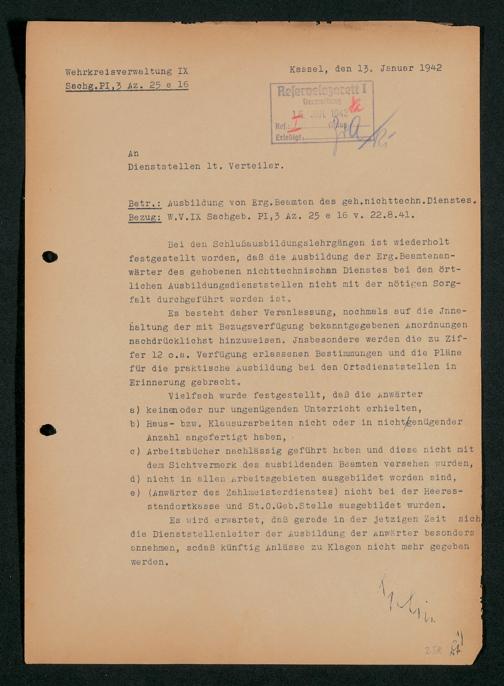 Wehrkreisverwaltung IX
Kassel, den 13. Januar 1942
Sachg.PI,3 Az. 25 e 16
Reservelazarett I
Verwaltung
1942
Ref.: I
Erledigt:
An
Dienststellen lt. Verteiler.
Betr.: Ausbildung von Erg.Beamten des geh.nichttechn.Dienstes.
Bezug: W.V.IX Sachgeb. PI,3 Az. 25 e 16 v. 22.8.41.
Bei den Schlußausbildungslehrgängen ist wiederholt
festgestellt worden, daß die Ausbildung der Erg.Beamtenan-
wärter des gehobenen nichttechnischen Dienstes bei den ört-
lichen Ausbildungsdienststellen nicht mit der nötigen Sorg-
falt durchgeführt worden ist.
Es besteht daher Veranlassung, nochmals auf die Jnne-
haltung der mit Bezugsverfügung bekanntgegebenen Anordnungen
nachdrücklichst hinzuweisen. Jnsbesondere werden die zu Zif-
fer 12 o.a. Verfügung erlassenen Bestimmungen und die Pläne
für die praktische Ausbildung bei den Ortsdienststellen in
Erinnerung gebracht.
Vielfach wurde festgestellt, daß die Anwärter
a) keinen oder nur ungenügenden Unterricht erhielten,
b) Haus- bzw. Klausurarbeiten nicht oder in nicht genügender
Anzahl angefertigt haben,
c) Arbeitsbücher nachlässig geführt haben und diese nicht mit
dem Sichtvermerk des ausbildenden Beamten versehen wurden,
d) nicht in allen Arbeitsgebieten ausgebildet worden sind,
e) (Anwärter des Zahlmeisterdienstes) nicht bei der Heeres-
standortkasse und St.O.Geb.Stelle ausgebildet wurden.
Es wird erwartet, daß gerade in der jetzigen Zeit sich
die Dienststellenleiter der Ausbildung der Anwärter besonders
annehmen, sodaß künftig Anlässe zu Klagen nicht mehr gegeben
werden.